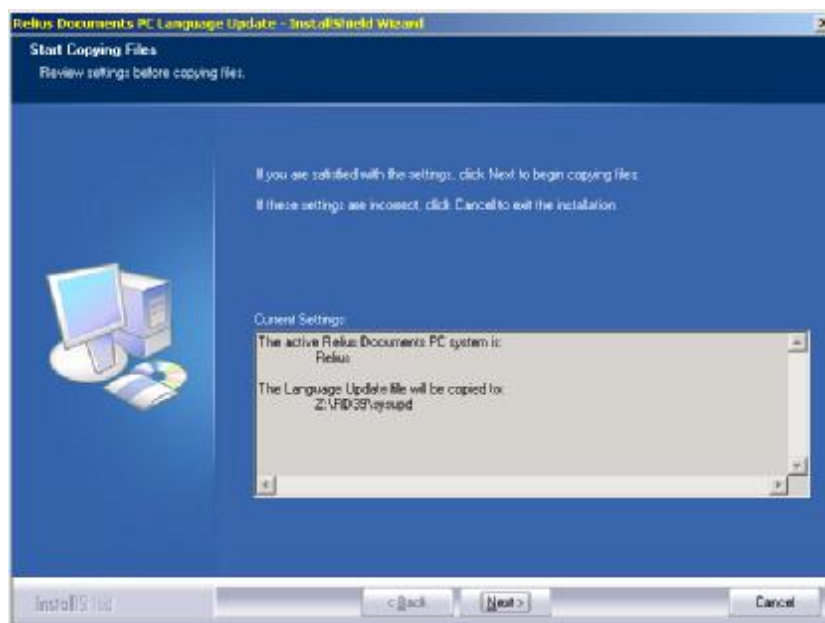 Relius Documents PC Language Update - InstallShield Wizard
Start Copying Files
Review settings before copying files.
If you are satisfied with the settings, click Next to begin copying files.
If these settings are incorrect, click Cancel to exit the installation.
Current Settings:
The active Relius Documents PC system is:
Relius
The Language Update file will be copied to:
Z:\RD39\sysupd
InstallShield
< Back
Next >
Cancel